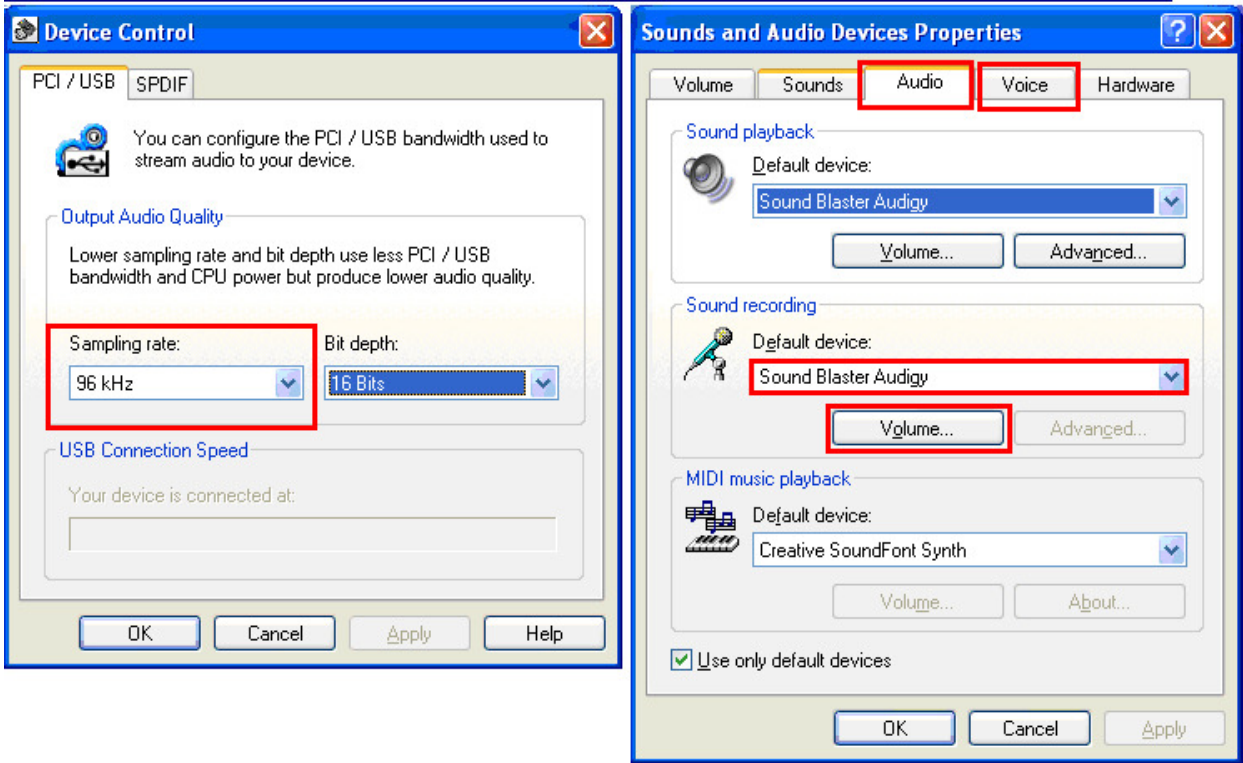 Device Control
PCI / USB
SPDIF
You can configure the PCI / USB bandwidth used to
stream audio to your device.
Output Audio Quality
Lower sampling rate and bit depth use less PCI / USB
bandwidth and CPU power but produce lower audio quality.
Sampling rate:
Bit depth:
96 kHz
16 Bits
USB Connection Speed
Your device is connected at:
OK
Cancel
Apply
Help
Sounds and Audio Devices Properties
Volume
Sounds
Audio
Voice
Hardware
Sound playback
Default device:
Sound Blaster Audigy
Volume...
Advanced...
Sound recording
Default device:
Sound Blaster Audigy
Volume...
Advanced...
MIDI music playback
Default device:
Creative SoundFont Synth
Volume...
About...
Use only default devices
OK
Cancel
Apply